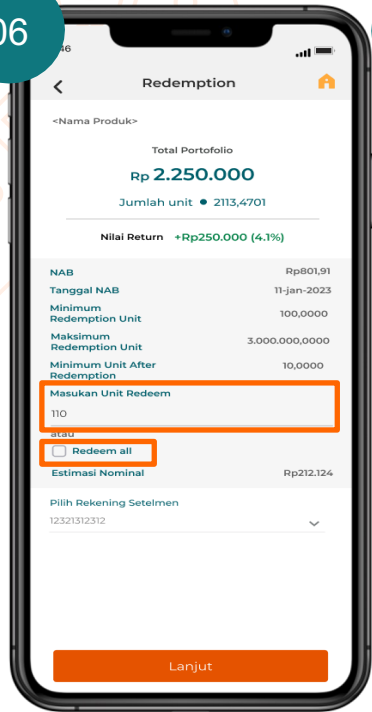 06
46
Redemption
<Nama Produk>
Total Portofolio
Rp 2.250.000
Jumlah unit • 2113,4701
Nilai Return +Rp250.000 (4.1%)
NAB Rp801,91
Tanggal NAB 11-jan-2023
Minimum
Redemption Unit 100,0000
Maksimum
Redemption Unit 3.000.000,0000
Minimum Unit After
Redemption 10,0000
Masukan Unit Redeem
110
atau
Redeem all
Estimasi Nominal Rp212.124
Pilih Rekening Setelmen
12321312312
Lanjut